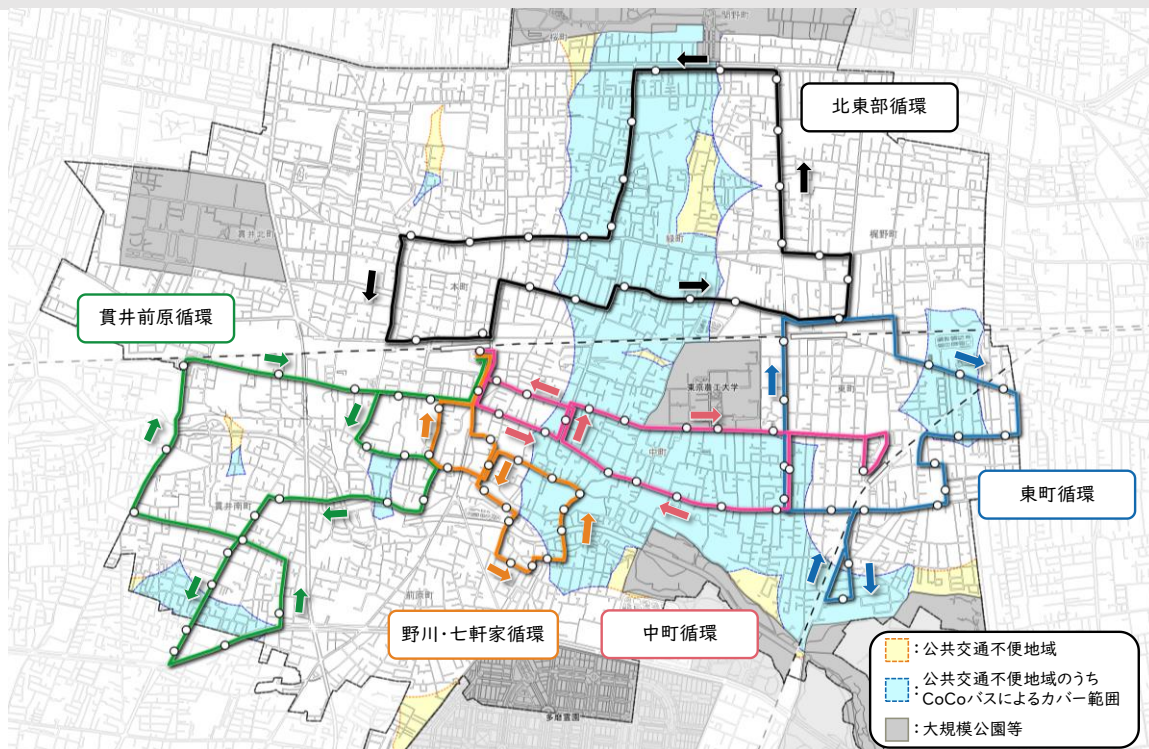 関野町
桜町
北東部循環
貫井北町
梶野町
緑町
本町
貫井前原循環
東京農工大学
東町
中町
東町循環
貫井南町
前原町
野川・七軒家循環
中町循環
多磨霊園
：公共交通不便地域
：公共交通不便地域のうち
CoCoバスによるカバー範囲
：大規模公園等